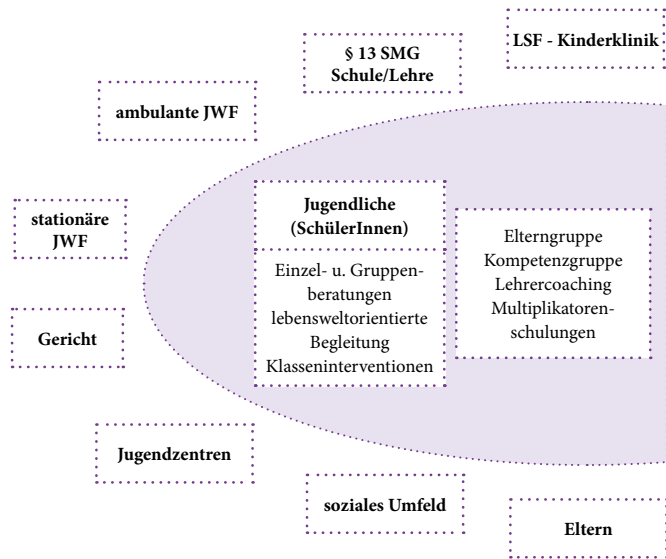 LSF - Kinderklinik
§ 13 SMG
Schule/Lehre
ambulante JWF
stationäre
JWF
Gericht
Jugendliche
(SchülerInnen)
Einzel- u. Gruppen-
beratungen
lebensweltorientierte
Begleitung
Klasseninterventionen
Elterngruppe
Kompetenzgruppe
Lehrercoaching
Multiplikatoren-
schulungen
Jugendzentren
soziales Umfeld
Eltern